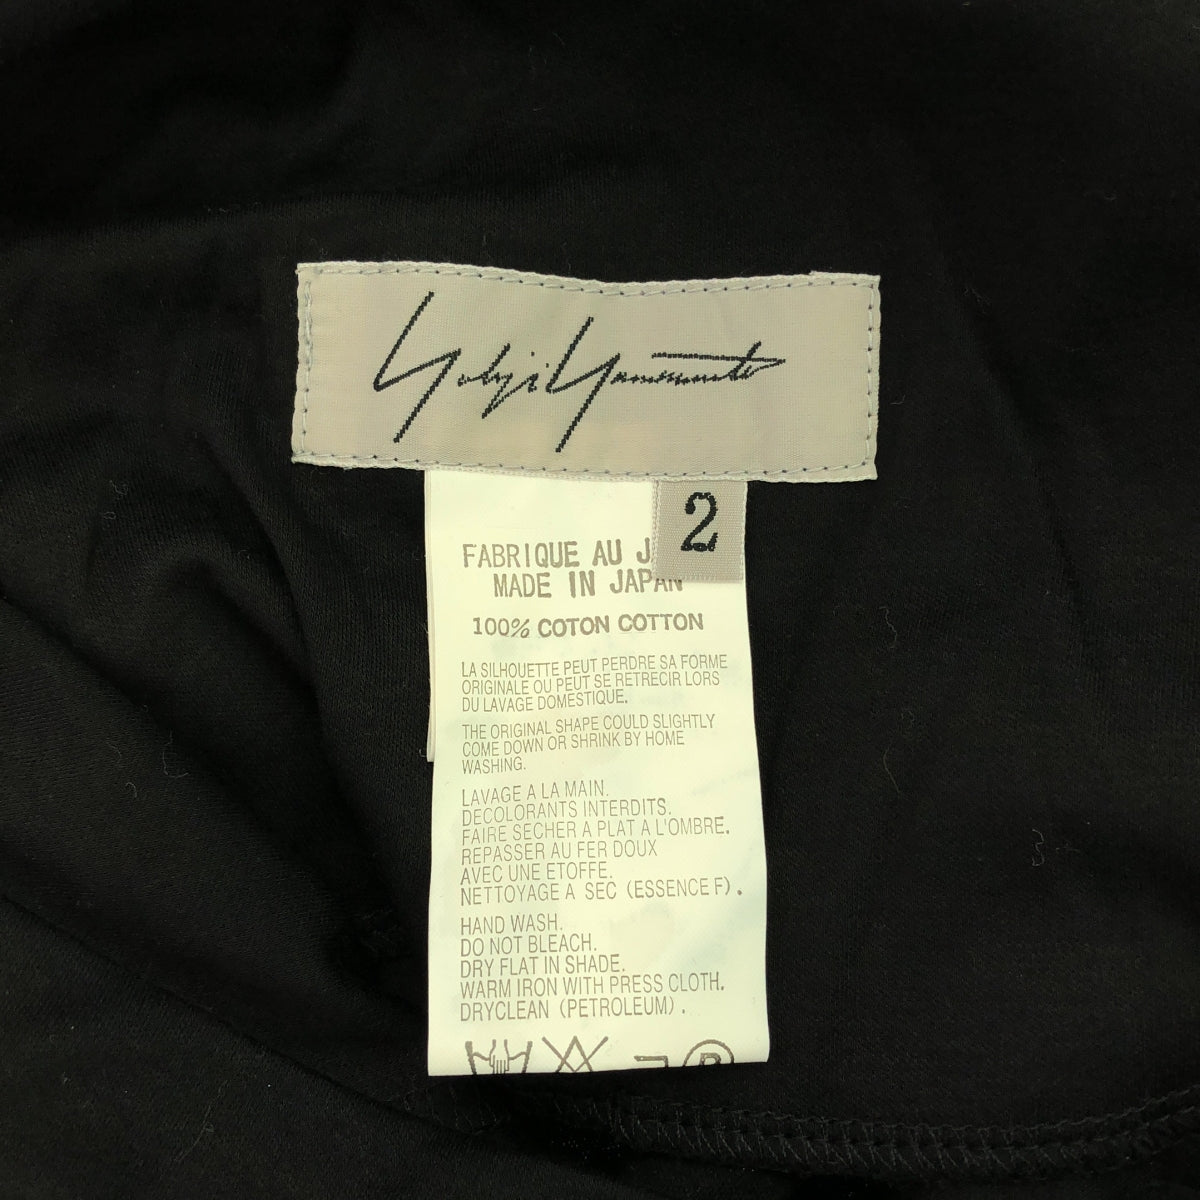 Yohji Yamamoto
2
FABRIQUE AU J
MADE IN JAPAN
100% COTON COTTON
LA SILHOUETTE PEUT PERDRE SA FORME
ORIGINALE OU PEUT SE RETRECIR LORS
DU LAVAGE DOMESTIQUE.
THE ORIGINAL SHAPE COULD SLIGHTLY
COME DOWN OR SHRINK BY HOME
WASHING.
LAVAGE A LA MAIN.
DECOLORANTS INTERDITS.
FAIRE SECHER A PLAT A L'OMBRE.
REPASSER AU FER DOUX
AVEC UNE ETOFFE.
NETTOYAGE A SEC (ESSENCE F).
HAND WASH.
DO NOT BLEACH.
DRY FLAT IN SHADE.
WARM IRON WITH PRESS CLOTH.
DRYCLEAN (PETROLEUM).